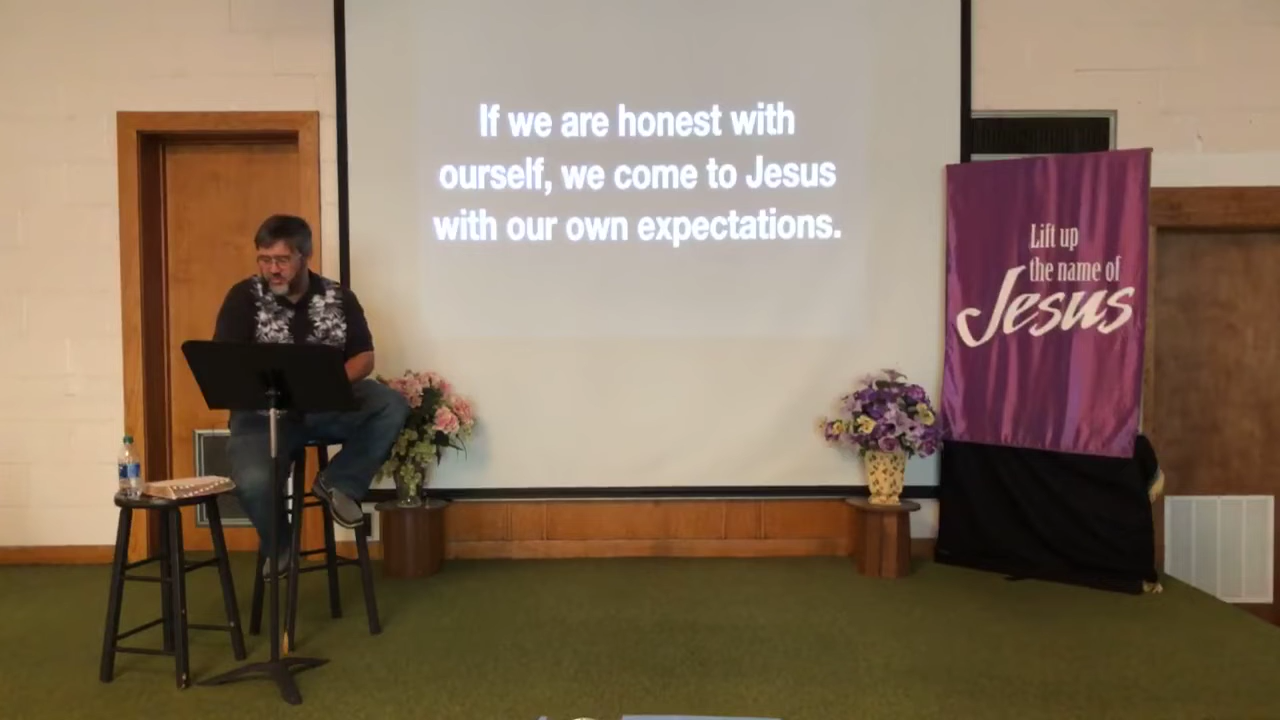 If we are honest with
ourself, we come to Jesus
with our own expectations.
Lift up
the name of
Jesus